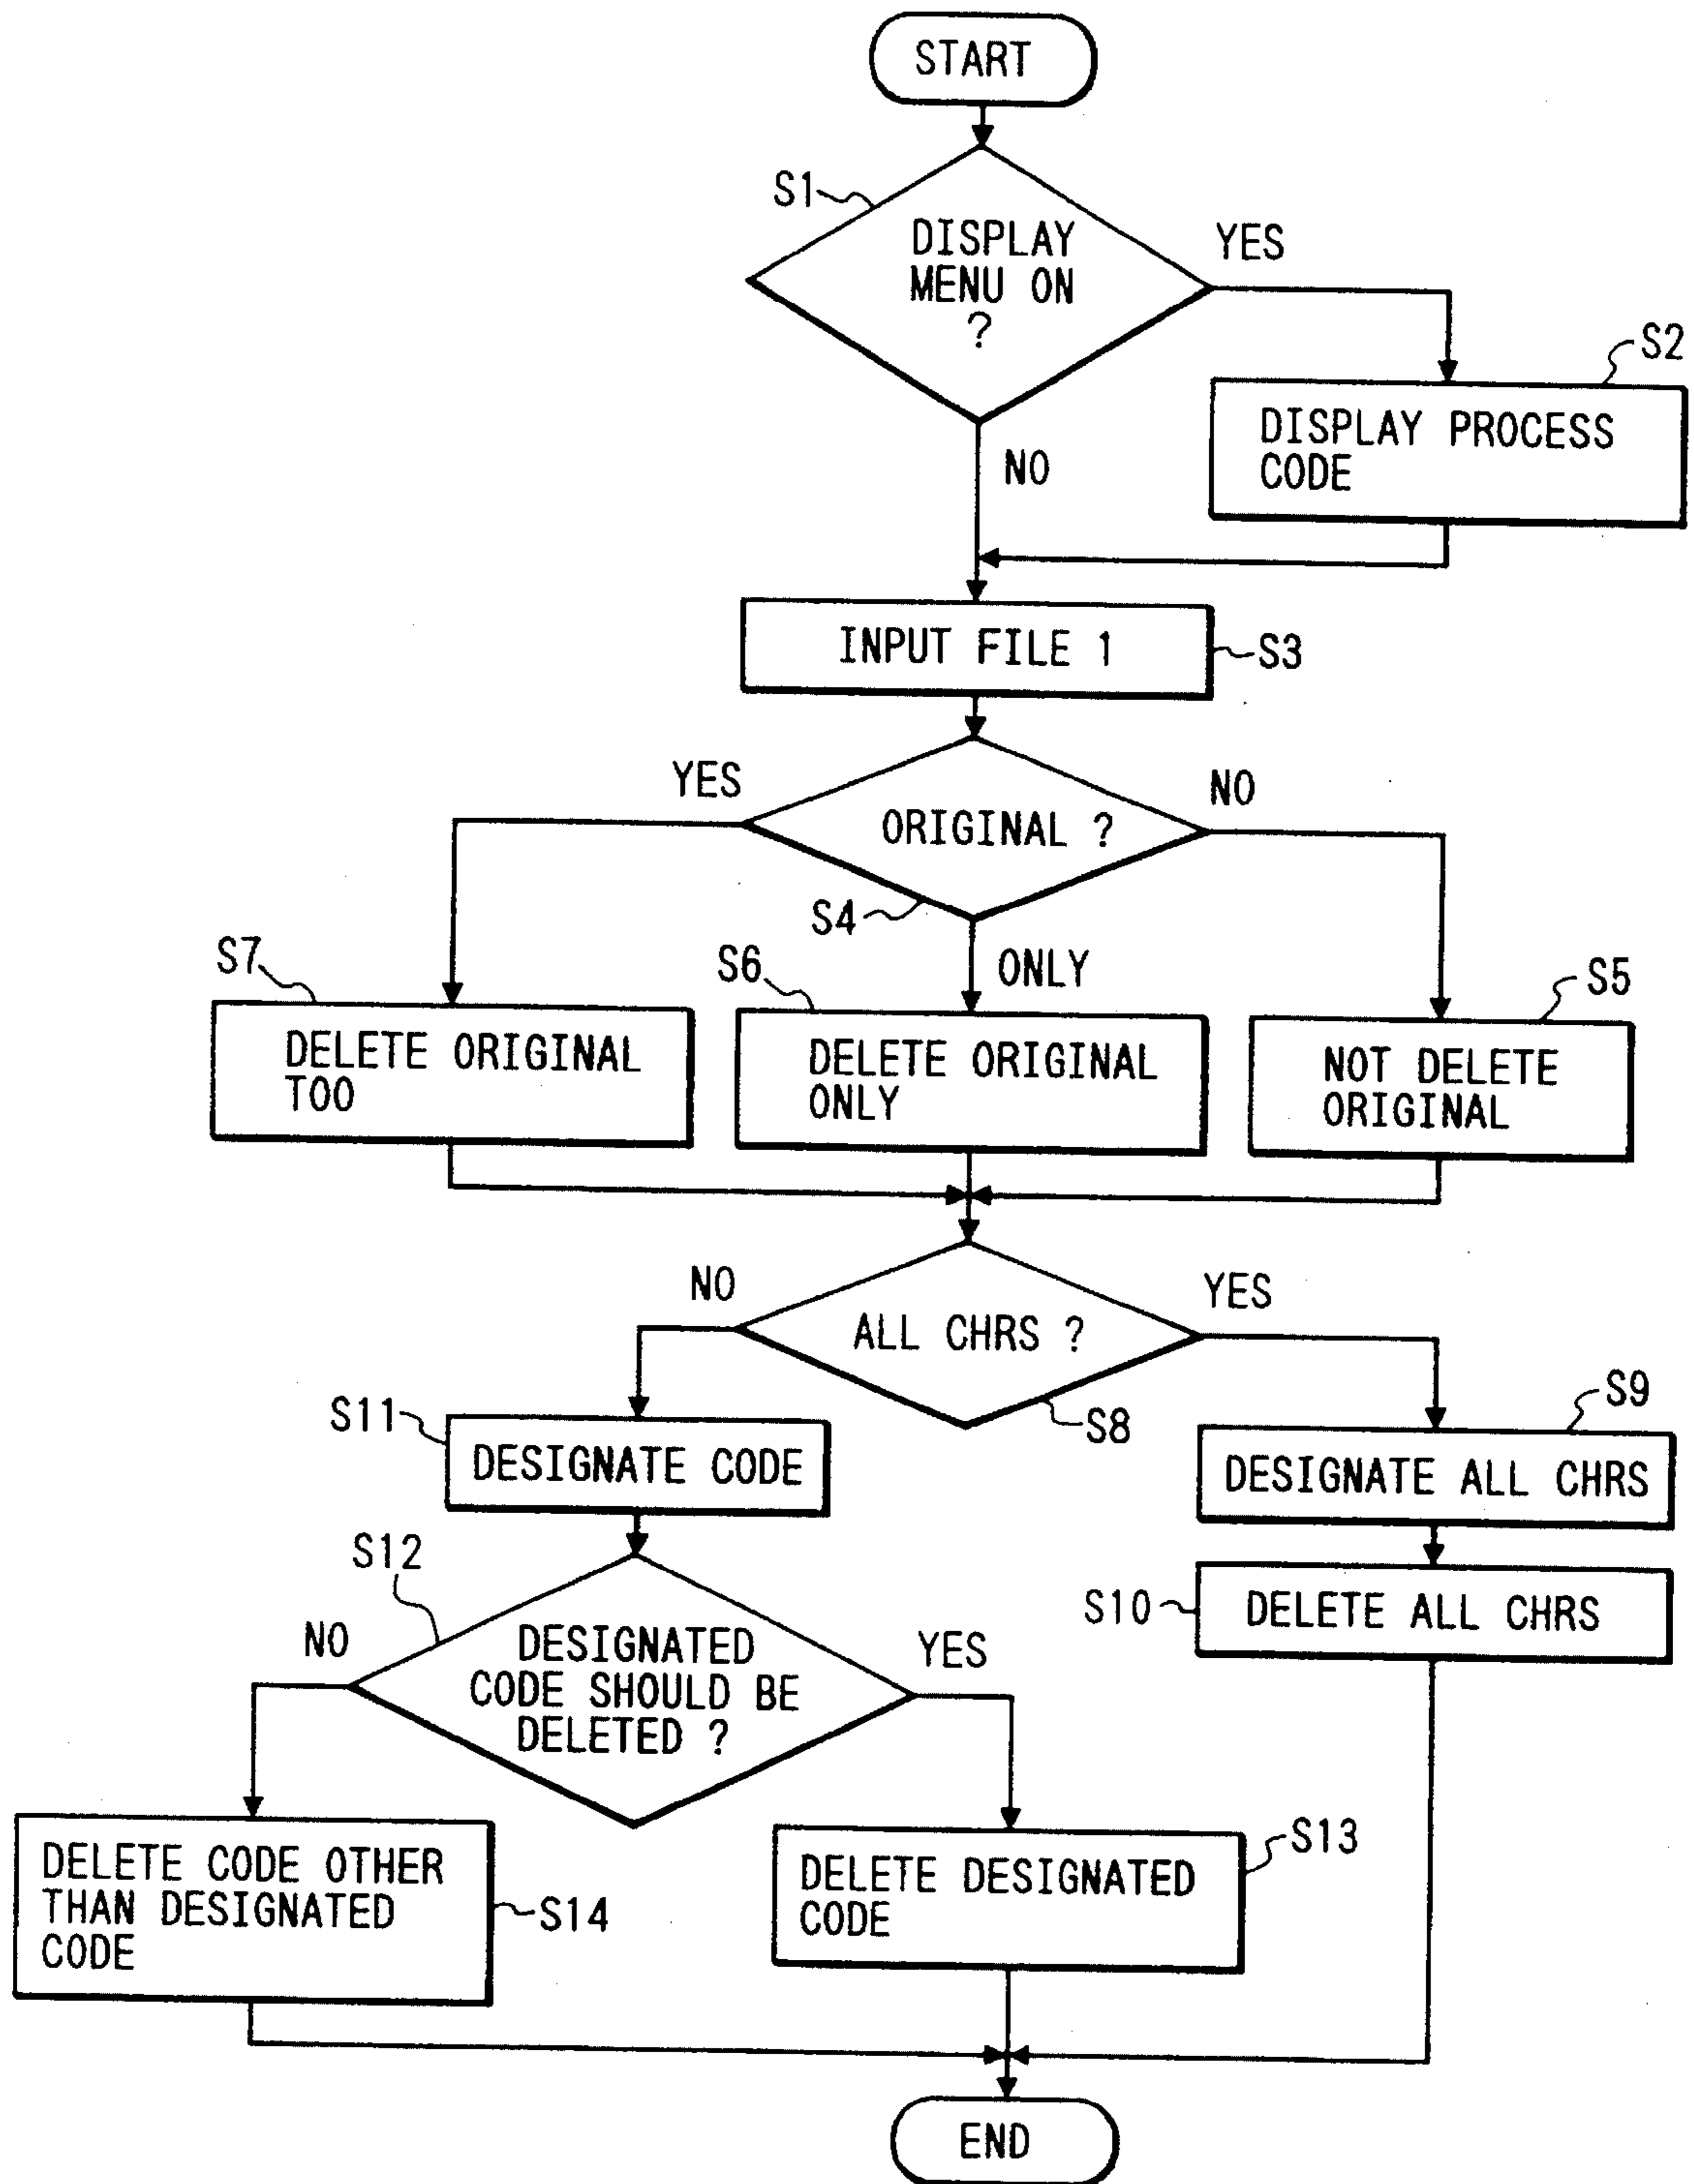 START
S1
DISPLAY
MENU ON
?
YES
S2
DISPLAY PROCESS
CODE
NO
INPUT FILE 1
S3
YES
NO
ORIGINAL ?
S4
ONLY
S7
S6
S5
DELETE ORIGINAL
TOO
DELETE ORIGINAL
ONLY
NOT DELETE
ORIGINAL
NO
YES
ALL CHRS ?
S8
S11
S9
DESIGNATE CODE
DESIGNATE ALL CHRS
S12
S10
DELETE ALL CHRS
NO
YES
DESIGNATED
CODE SHOULD BE
DELETED ?
S13
DELETE CODE OTHER
THAN DESIGNATED
CODE
S14
DELETE DESIGNATED
CODE
END